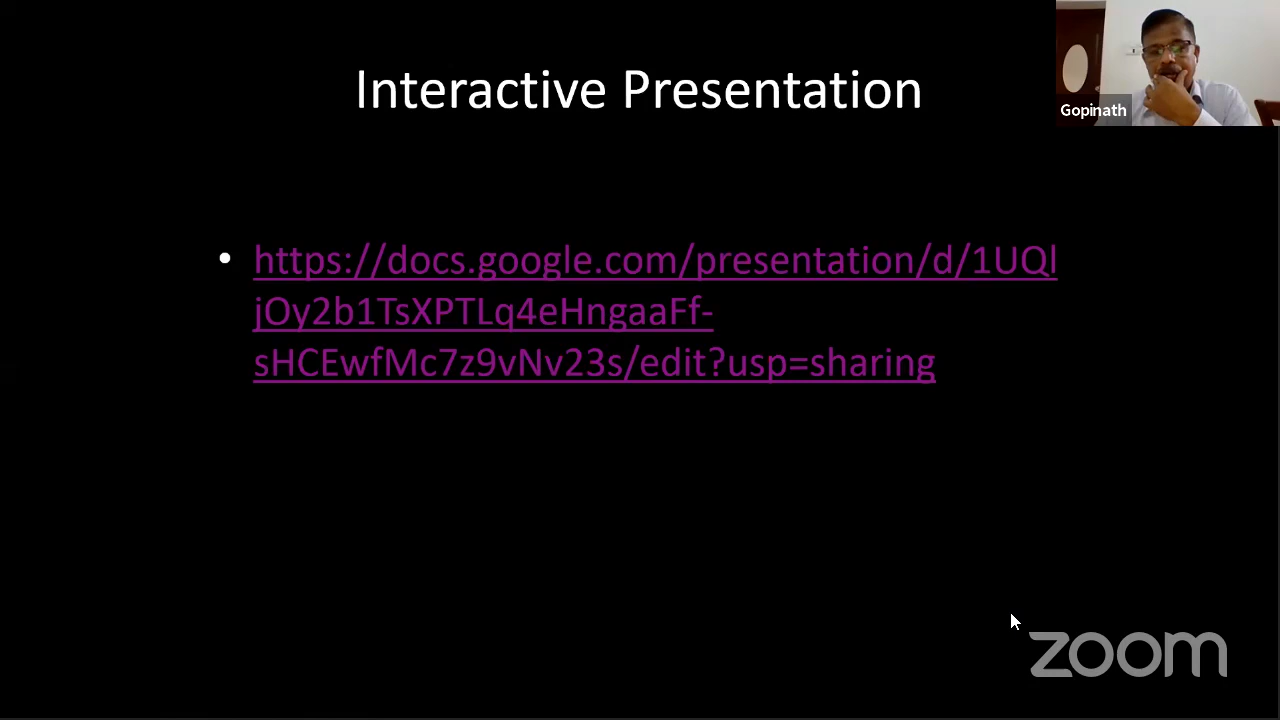 Interactive Presentation
Gopinath
• https://docs.google.com/presentation/d/1UQl
jOy2b1TsXPTLq4eHngaaFf-
sHCEwfMc7z9vNv23s/edit?usp=sharing
zoom